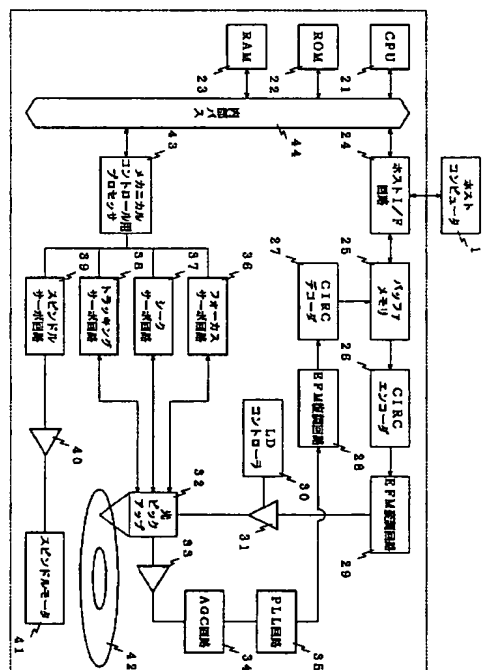 ホスト
コンピュータ
1
CPU
21
ROM
22
RAM
23
バス
44
24
ホストI/F
回路
25
バッファ
メモリ
26
CIRC
エンコーダ
EFM変調回路
29
27
CIRC
デコーダ
EFM復調回路
28
LD
コントローラ
30
31
43
メカニカル
コントロール用
プロセッサ
36
フォーカス
サーボ回路
37
シーク
サーボ回路
38
トラッキング
サーボ回路
39
スピンドル
サーボ回路
32
光
ピック
アップ
33
AGC回路
34
PLL回路
35
40
スピンドルモータ
41
42